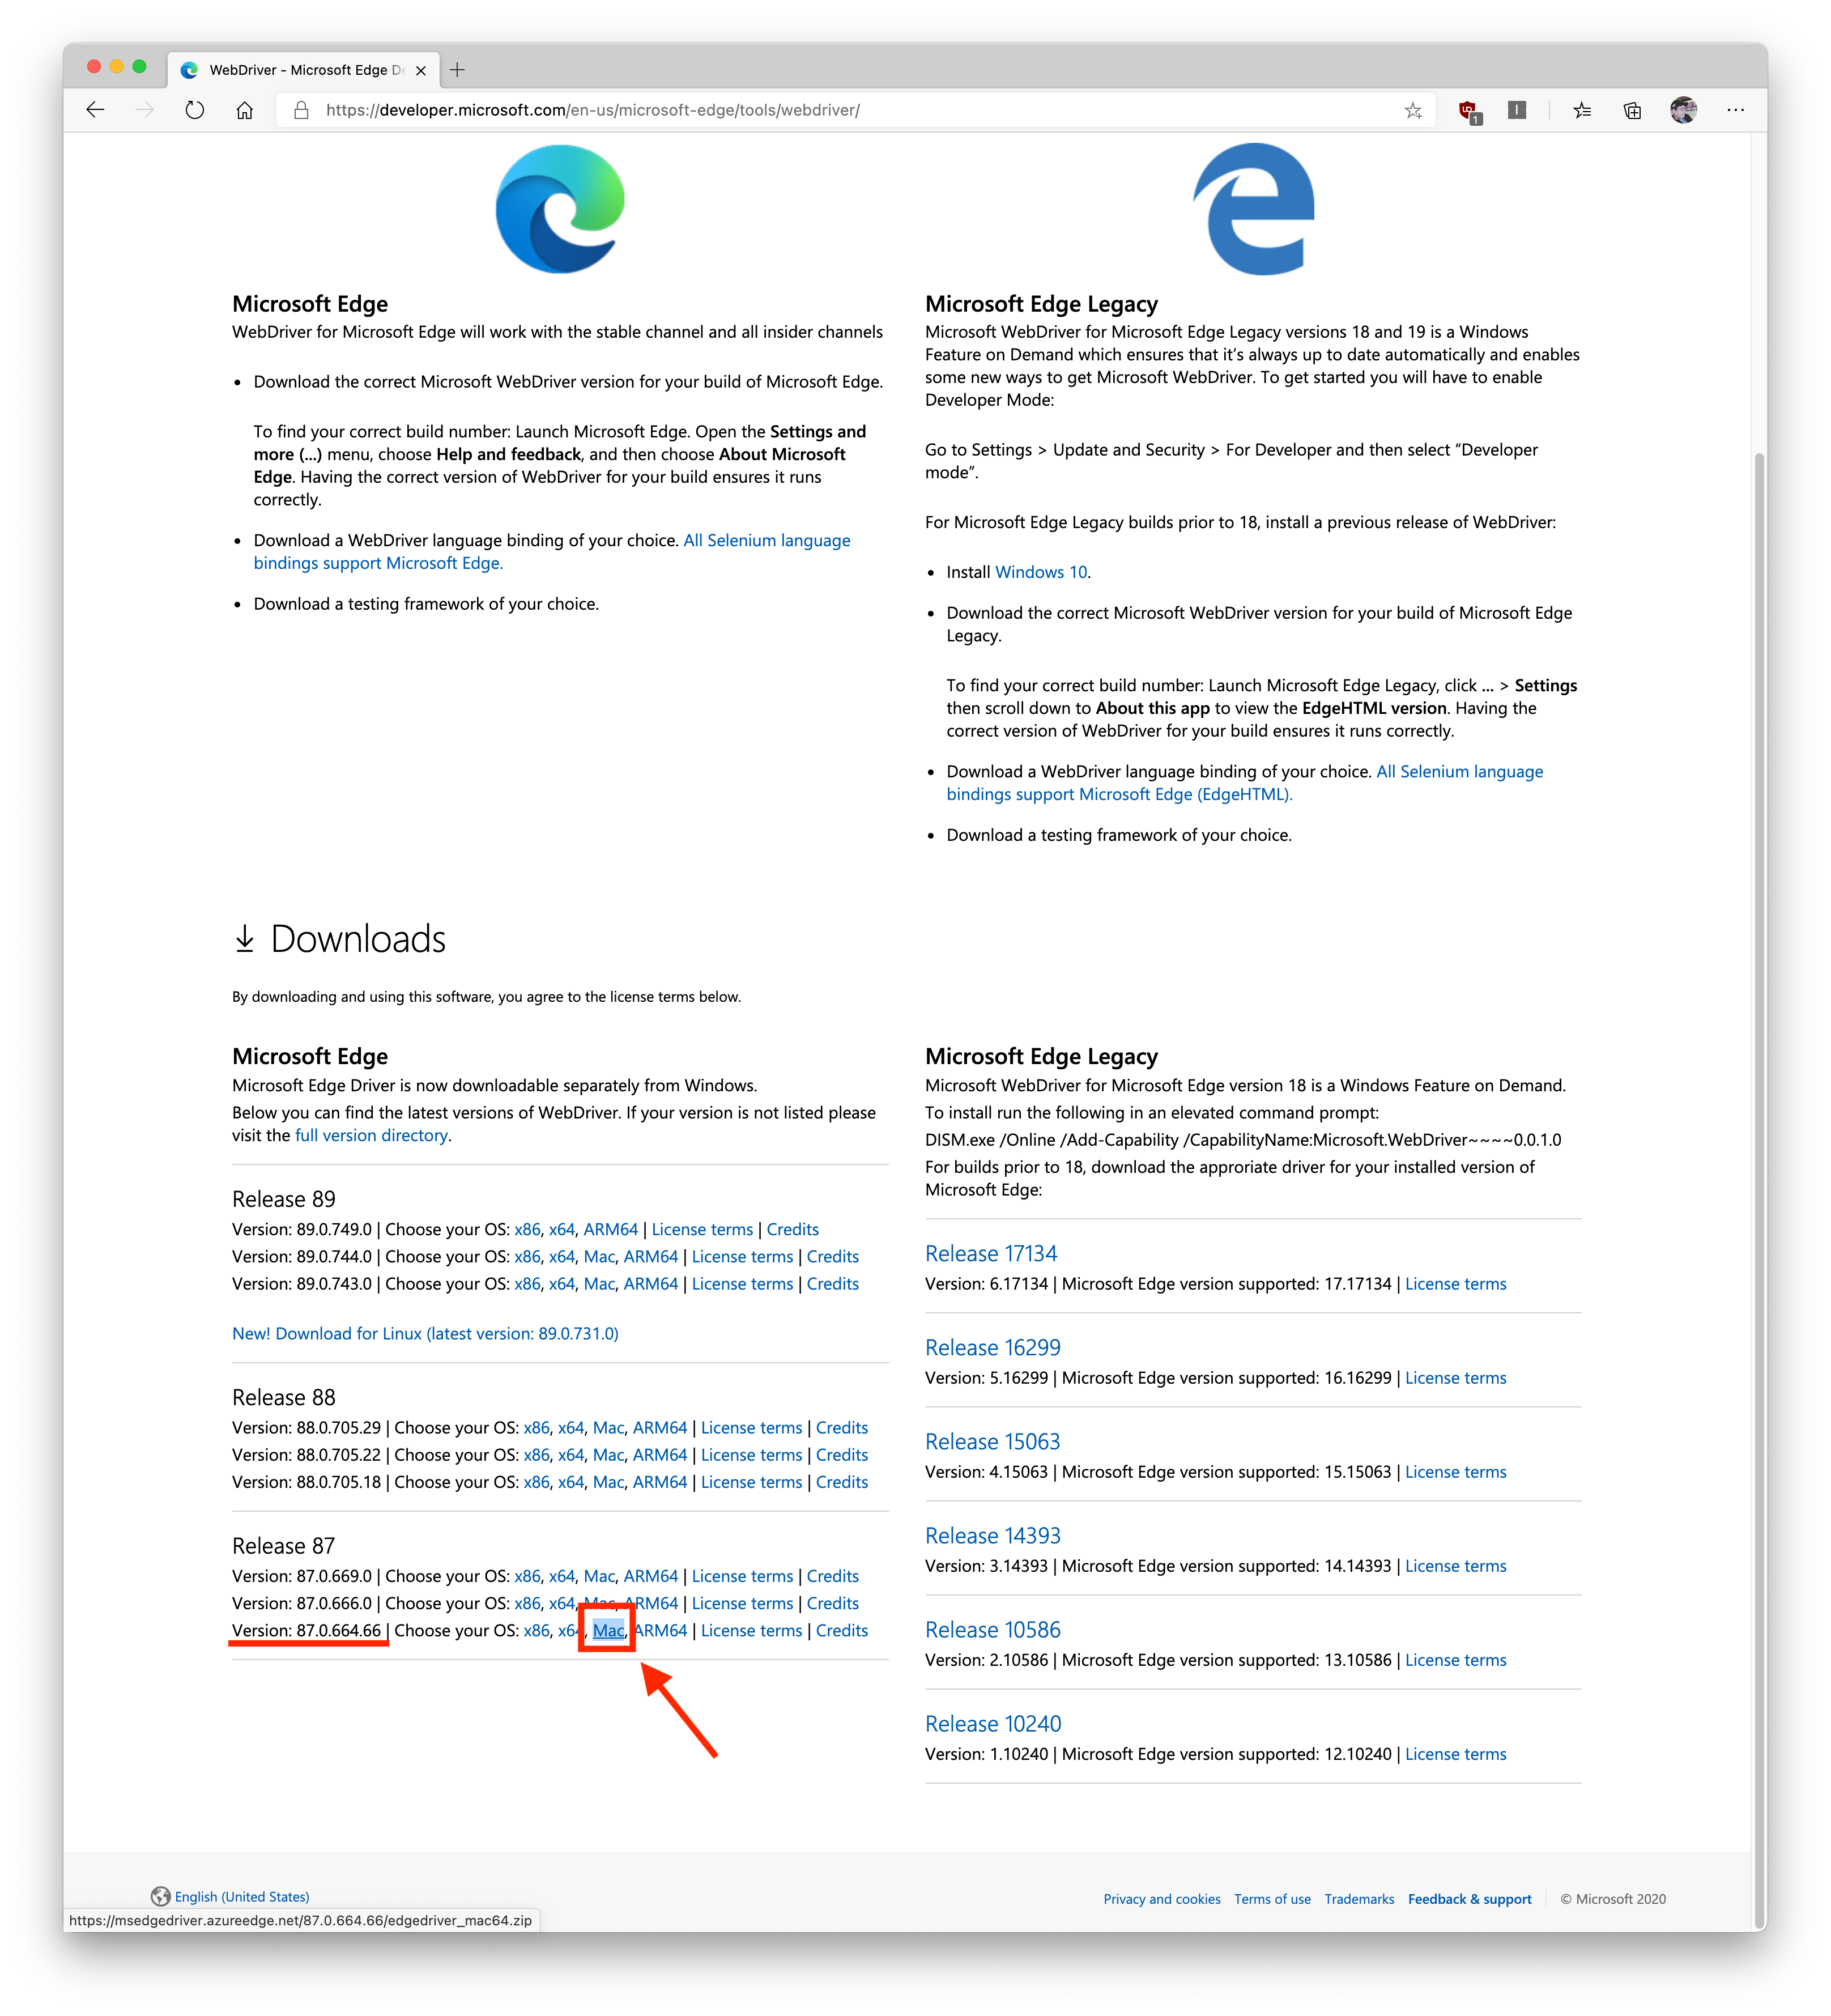 WebDriver - Microsoft Edge De
https://developer.microsoft.com/en-us/microsoft-edge/tools/webdriver/
1
Microsoft Edge
WebDriver for Microsoft Edge will work with the stable channel and all insider channels
• Download the correct Microsoft WebDriver version for your build of Microsoft Edge.
To find your correct build number: Launch Microsoft Edge. Open the Settings and
more (...) menu, choose Help and feedback, and then choose About Microsoft
Edge. Having the correct version of WebDriver for your build ensures it runs
correctly.
• Download a WebDriver language binding of your choice. All Selenium language
bindings support Microsoft Edge.
• Download a testing framework of your choice.
Microsoft Edge Legacy
Microsoft WebDriver for Microsoft Edge Legacy versions 18 and 19 is a Windows
Feature on Demand which ensures that it’s always up to date automatically and enables
some new ways to get Microsoft WebDriver. To get started you will have to enable
Developer Mode:
Go to Settings > Update and Security > For Developer and then select “Developer
mode”.
For Microsoft Edge Legacy builds prior to 18, install a previous release of WebDriver:
• Install Windows 10.
• Download the correct Microsoft WebDriver version for your build of Microsoft Edge
Legacy.
To find your correct build number: Launch Microsoft Edge Legacy, click ... > Settings
then scroll down to About this app to view the EdgeHTML version. Having the
correct version of WebDriver for your build ensures it runs correctly.
• Download a WebDriver language binding of your choice. All Selenium language
bindings support Microsoft Edge (EdgeHTML).
• Download a testing framework of your choice.
Downloads
By downloading and using this software, you agree to the license terms below.
Microsoft Edge
Microsoft Edge Driver is now downloadable separately from Windows.
Below you can find the latest versions of WebDriver. If your version is not listed please
visit the full version directory.
Release 89
Version: 89.0.749.0 | Choose your OS: x86, x64, ARM64 | License terms | Credits
Version: 89.0.744.0 | Choose your OS: x86, x64, Mac, ARM64 | License terms | Credits
Version: 89.0.743.0 | Choose your OS: x86, x64, Mac, ARM64 | License terms | Credits
New! Download for Linux (latest version: 89.0.731.0)
Release 88
Version: 88.0.705.29 | Choose your OS: x86, x64, Mac, ARM64 | License terms | Credits
Version: 88.0.705.22 | Choose your OS: x86, x64, Mac, ARM64 | License terms | Credits
Version: 88.0.705.18 | Choose your OS: x86, x64, Mac, ARM64 | License terms | Credits
Release 87
Version: 87.0.669.0 | Choose your OS: x86, x64, Mac, ARM64 | License terms | Credits
Version: 87.0.666.0 | Choose your OS: x86, x64, Mac, ARM64 | License terms | Credits
Version: 87.0.664.66 | Choose your OS: x86, x64, Mac, ARM64 | License terms | Credits
Microsoft Edge Legacy
Microsoft WebDriver for Microsoft Edge version 18 is a Windows Feature on Demand.
To install run the following in an elevated command prompt:
DISM.exe /Online /Add-Capability /CapabilityName:Microsoft.WebDriver~~~~0.0.1.0
For builds prior to 18, download the approriate driver for your installed version of
Microsoft Edge:
Release 17134
Version: 6.17134 | Microsoft Edge version supported: 17.17134 | License terms
Release 16299
Version: 5.16299 | Microsoft Edge version supported: 16.16299 | License terms
Release 15063
Version: 4.15063 | Microsoft Edge version supported: 15.15063 | License terms
Release 14393
Version: 3.14393 | Microsoft Edge version supported: 14.14393 | License terms
Release 10586
Version: 2.10586 | Microsoft Edge version supported: 13.10586 | License terms
Release 10240
Version: 1.10240 | Microsoft Edge version supported: 12.10240 | License terms
English (United States)
Privacy and cookies Terms of use Trademarks Feedback & support © Microsoft 2020
https://msedgedriver.azureedge.net/87.0.664.66/edgedriver_mac64.zip